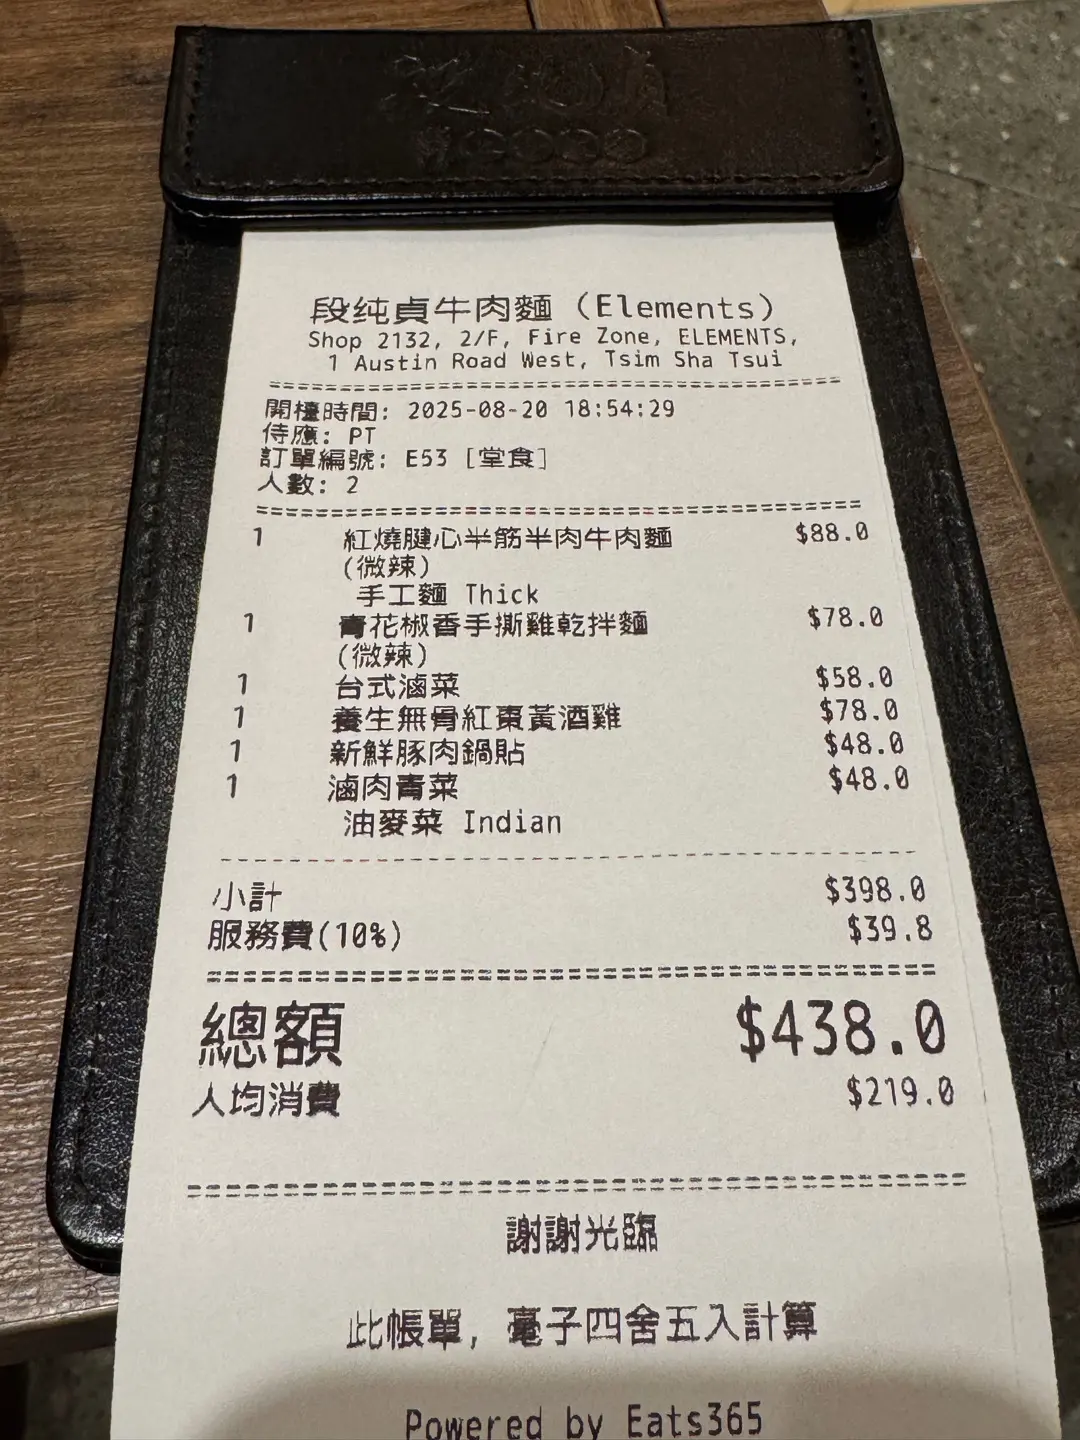 段纯貞牛肉麵 (Elements)
Shop 2132, 2/F, Fire Zone, ELEMENTS,
1 Austin Road West, Tsim Sha Tsui
開檯時間: 2025-08-20 18:54:29
侍應: PT
訂單編號: E53 [堂食]
人數: 2
1 紅燒腱心半筋半肉牛肉麵 $88.0
(微辣)
手工麵 Thick
1 青花椒香手撕雞乾拌麵 $78.0
(微辣)
1 台式滷菜 $58.0
1 養生無骨紅棗黃酒雞 $78.0
1 新鮮豚肉鍋貼 $48.0
1 滷肉青菜 $48.0
油麥菜 Indian
小計 $398.0
服務費(10%) $39.8
總額 $438.0
人均消費 $219.0
謝謝光臨
此帳單, 毫子四舍五入計算
Powered by Eats365